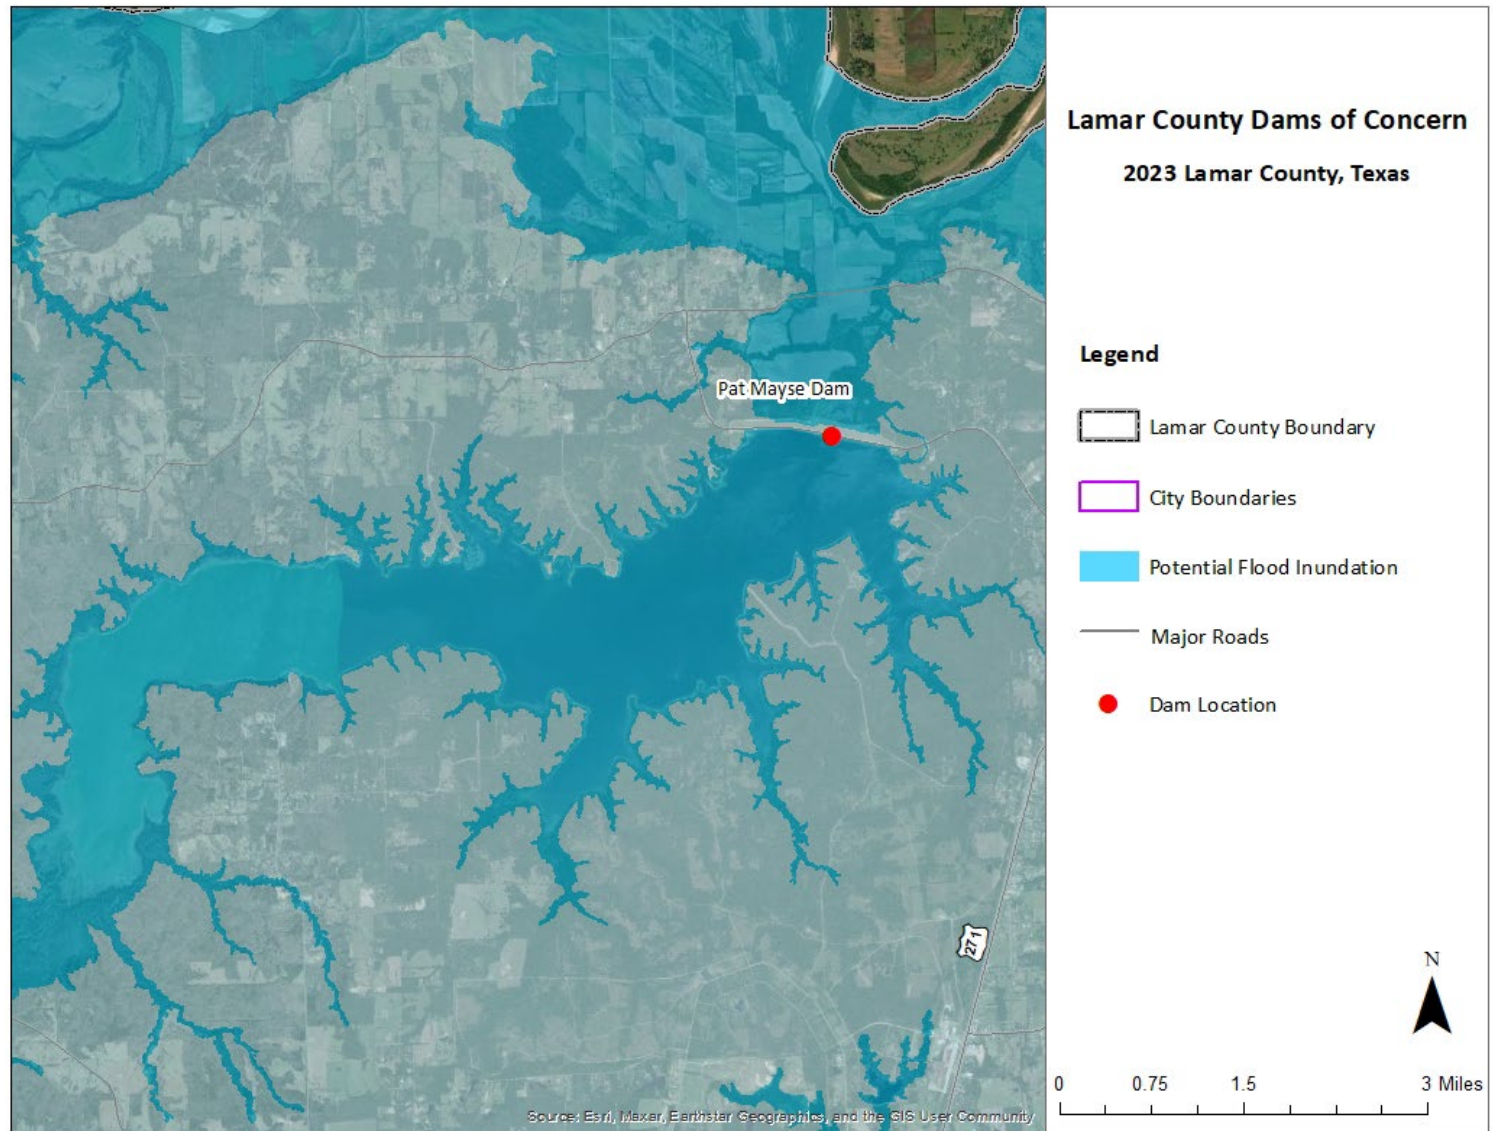 Lamar County Dams of Concern
2023 Lamar County, Texas
Pat Mayse Dam
271
Legend
Lamar County Boundary
City Boundaries
Potential Flood Inundation
Major Roads
Dam Location
N
0 0.75 1.5 3 Miles
Source: Esri, Maxar, Earthstar Geographics, and the GIS User Community